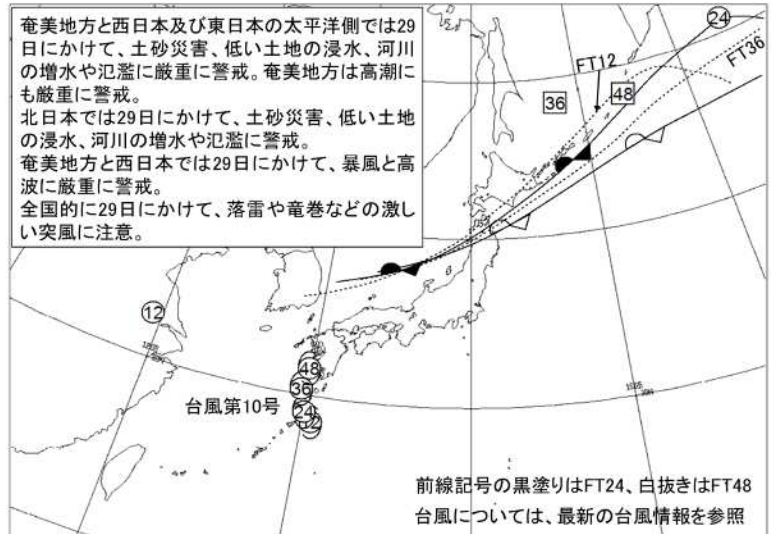 奄美地方と西日本及び東日本の太平洋側では29
日にかけて、土砂災害、低い土地の浸水、河川
の増水や氾濫に厳重に警戒。奄美地方は高潮に
も厳重に警戒。
北日本では29日にかけて、土砂災害、低い土地
の浸水、河川の増水や氾濫に警戒。
奄美地方と西日本では29日にかけて、暴風と高
波に厳重に警戒。
全国的に29日にかけて、落雷や竜巻などの激し
い突風に注意。
24
FT12
FT36
36
48
12
48
36
台風第10号
24
12
前線記号の黒塗りはFT24、白抜きはFT48
台風については、最新の台風情報を参照